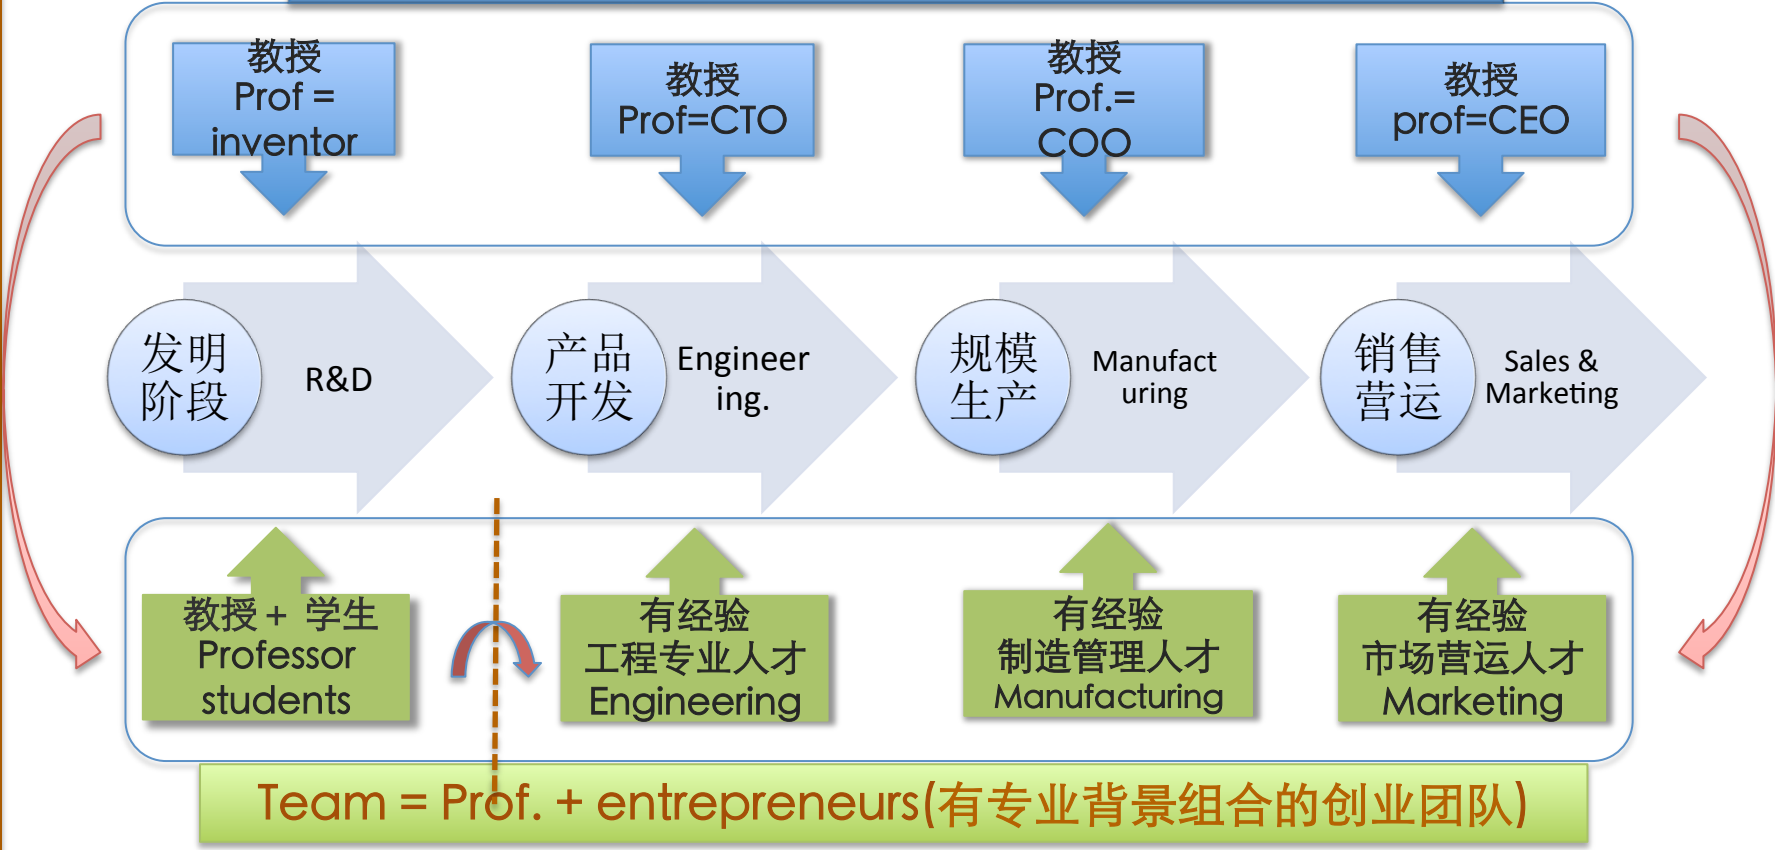 教授
Prof =
inventor
教授
Prof=CTO
教授
Prof.=
COO
教授
prof=CEO
发明
阶段
R&D
产品
开发
Engineer
ing.
规模
生产
Manufact
uring
销售
营运
Sales &
Marketing
教授 + 学生
Professor
students
有经验
工程专业人才
Engineering
有经验
制造管理人才
Manufacturing
有经验
市场营运人才
Marketing
Team = Prof. + entrepreneurs(有专业背景组合的创业团队)